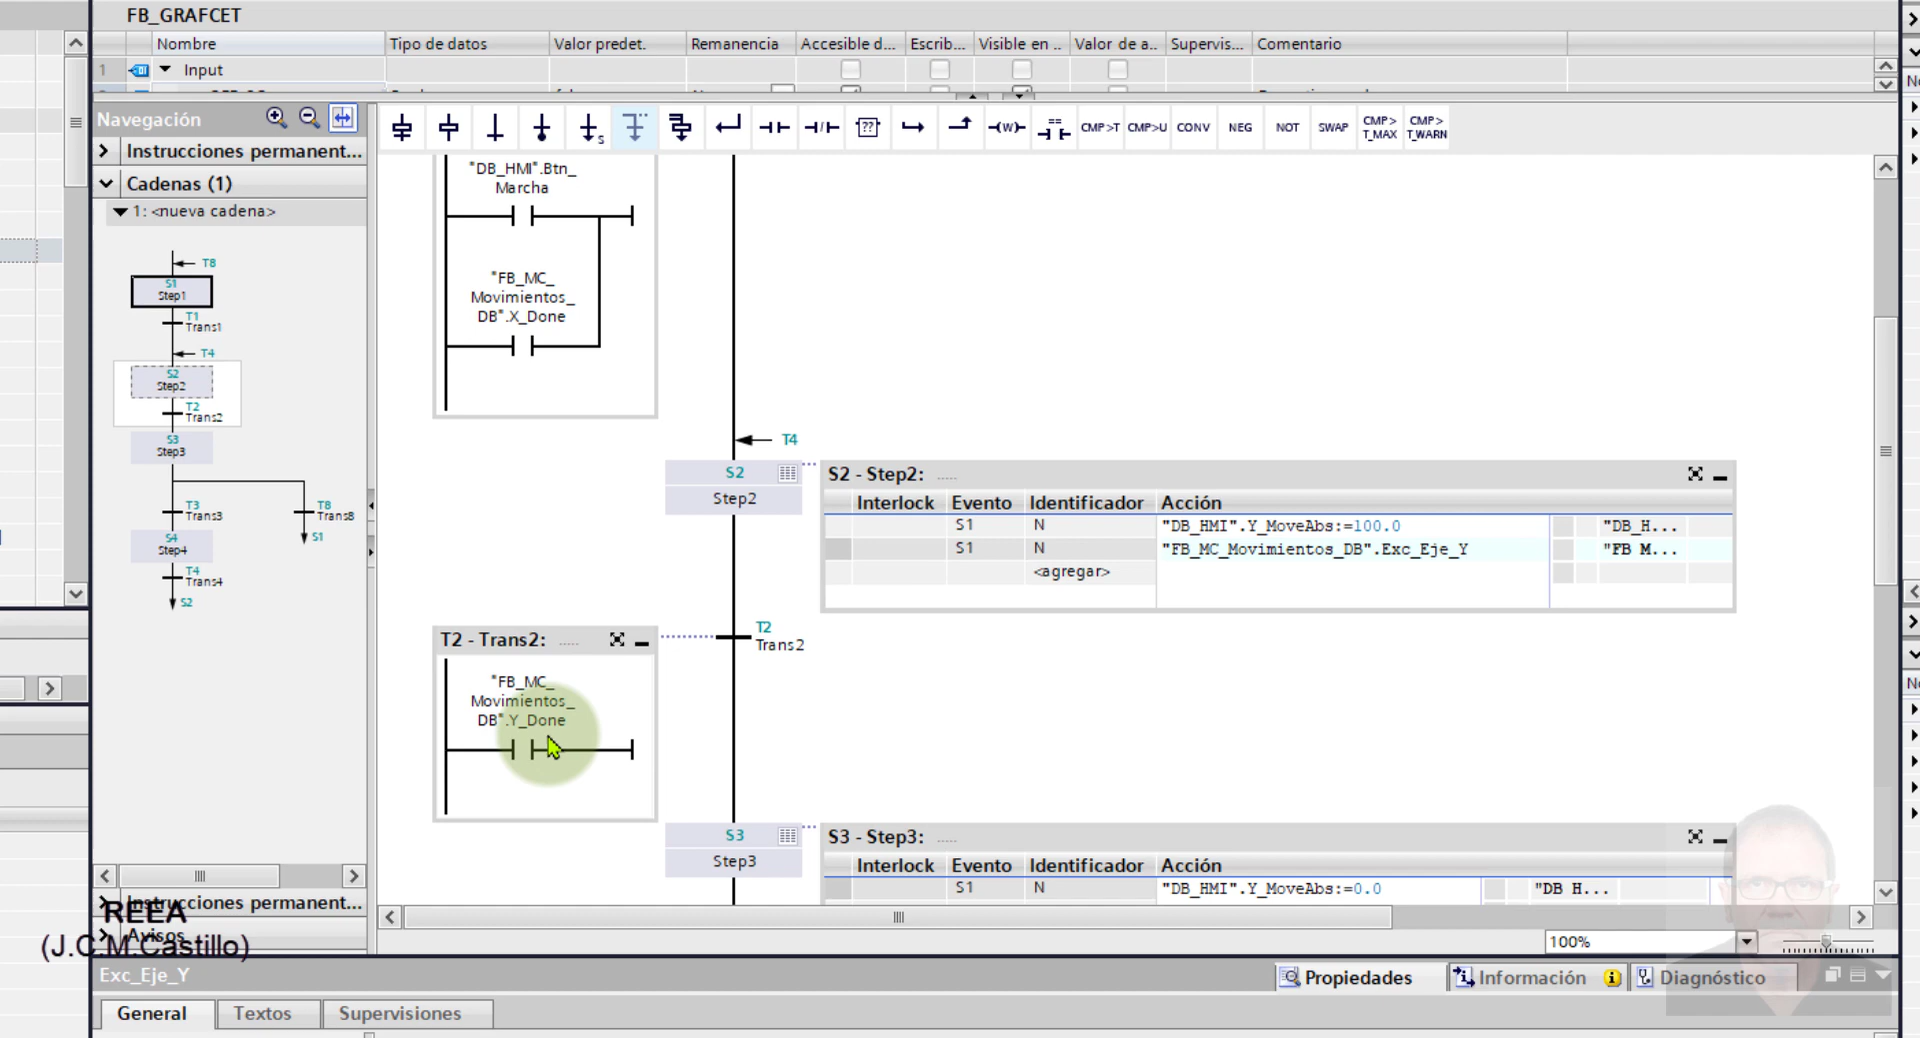 FB_GRAFCET
Nombre Tipo de datos Valor predet. Remanencia Accesible d... Escrib... Visible en .. Valor de a.. Supervis... Comentario
1 Input
Navegación
Instrucciones permanent...
Cadenas (1)
1: <nueva cadena>
T8
S1
Step1
T1
Trans1
T4
S2
Step2
T2
Trans2
S3
Step3
T3
Trans3
T8
Trans8
S4
Step4
S1
T4
Trans4
S2
Instrucciones permanent...
Avisos
REEA
(J.C.M.Castillo)
S ?? (W) == CMP>T CMP>U CONV NEG NOT SWAP CMP> T_MAX CMP> T_WARN
"DB_HMI".Btn_
Marcha
"FB_MC_
Movimientos_
DB".X_Done
T4
S2
Step2
S2 - Step2: .....
Interlock Evento Identificador Acción
S1 N "DB_HMI".Y_MoveAbs:=100.0 "DB_H...
S1 N "FB_MC_Movimientos_DB".Exc_Eje_Y "FB M...
<agregar>
T2 - Trans2: .....
T2
Trans2
"FB_MC_
Movimientos_
DB".Y_Done
S3
Step3
S3 - Step3: .....
Interlock Evento Identificador Acción
S1 N "DB_HMI".Y_MoveAbs:=0.0 "DB H...
100%
Exc_Eje_Y
Propiedades Información Diagnóstico
General Textos Supervisiones